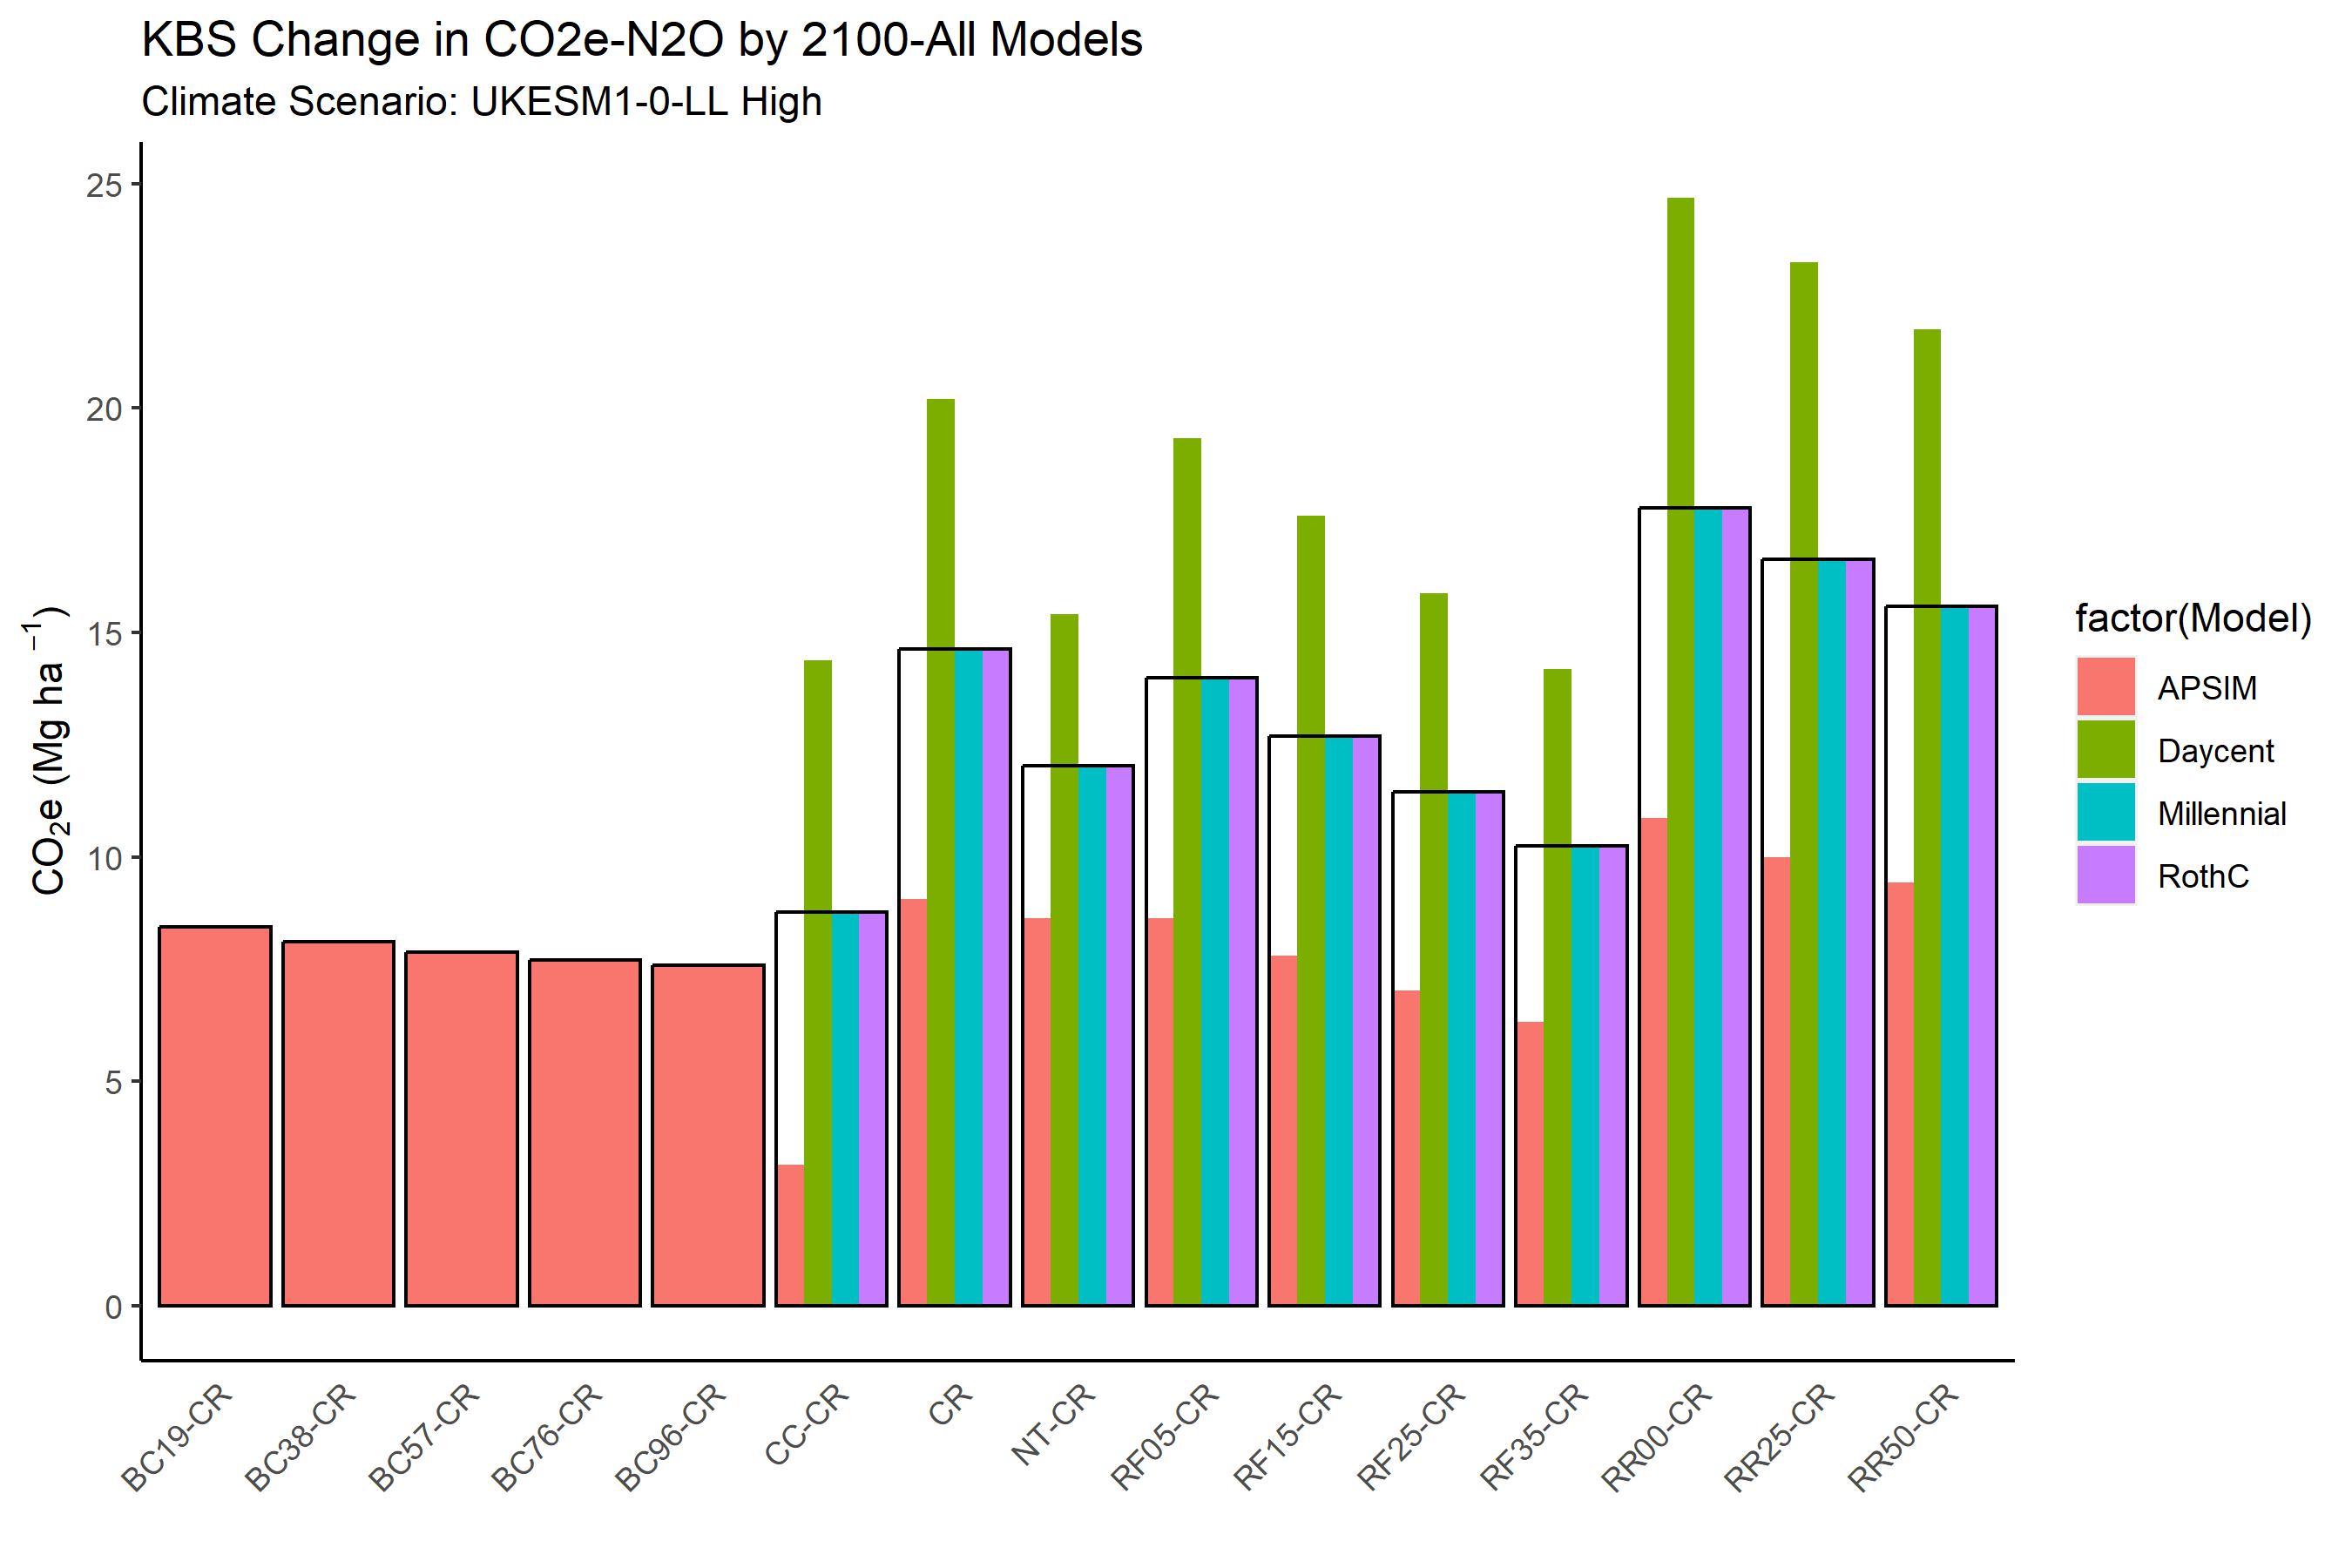 KBS Change in CO2e-N2O by 2100-All Models
Climate Scenario: UKESM1-0-LL High
CO₂e (Mg ha ⁻¹)
25
20
15
10
5
0
BC19-CR
BC38-CR
BC57-CR
BC76-CR
BC96-CR
CC-CR
CR
NT-CR
RF05-CR
RF15-CR
RF25-CR
RF35-CR
RR00-CR
RR25-CR
RR50-CR
factor(Model)
APSIM
Daycent
Millennial
RothC